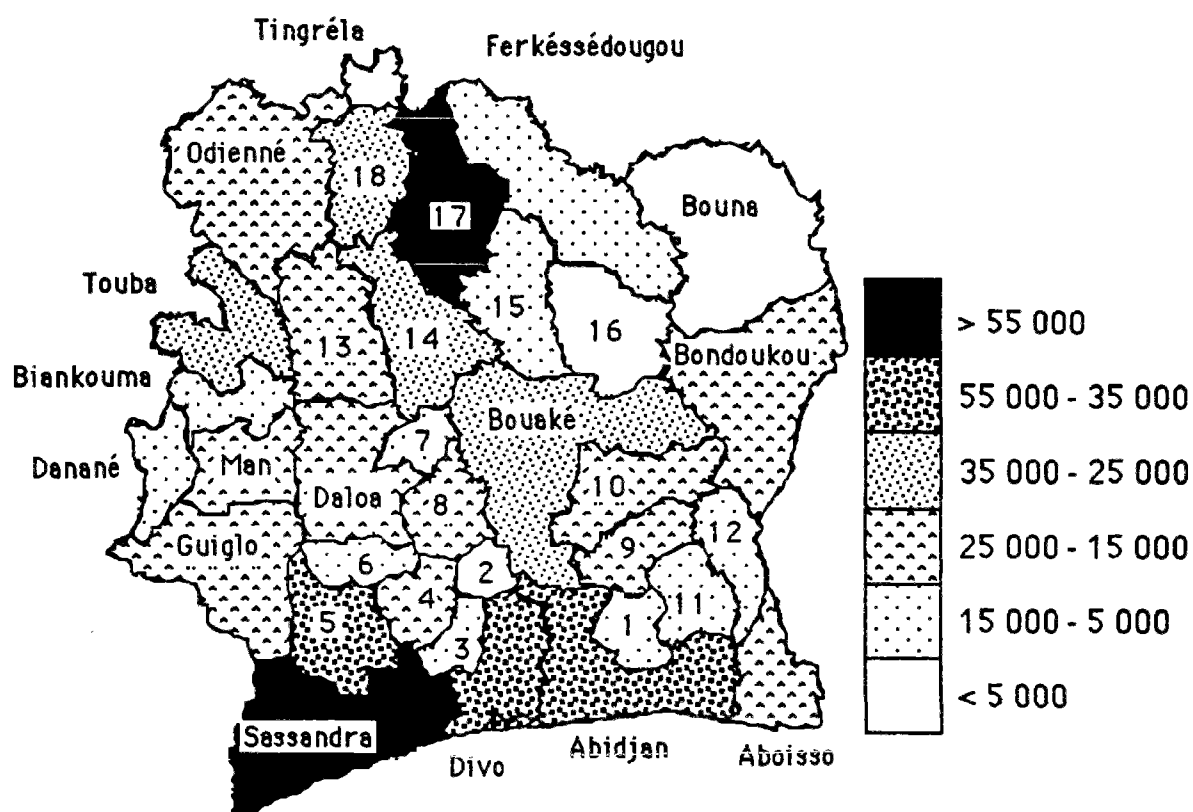 Tingréla
Ferkéssédougou
Odienné
18
17
Bouna
Touba
15
16
13
14
Bondoukou
Biankouma
Bouaké
7
Danané
Man
Daloa
10
8
12
Guiglo
9
6
2
4
11
5
1
3
Sassandra
Divo
Abidjan
Aboisso
> 55 000
55 000 - 35 000
35 000 - 25 000
25 000 - 15 000
15 000 - 5 000
< 5 000